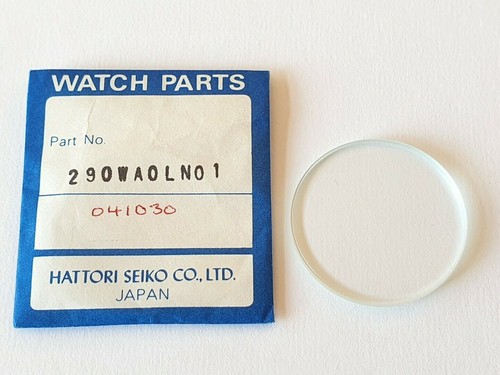 WATCH PARTS
Part No.
290WA0LN01
041030
HATTORI SEIKO CO., LTD.
JAPAN